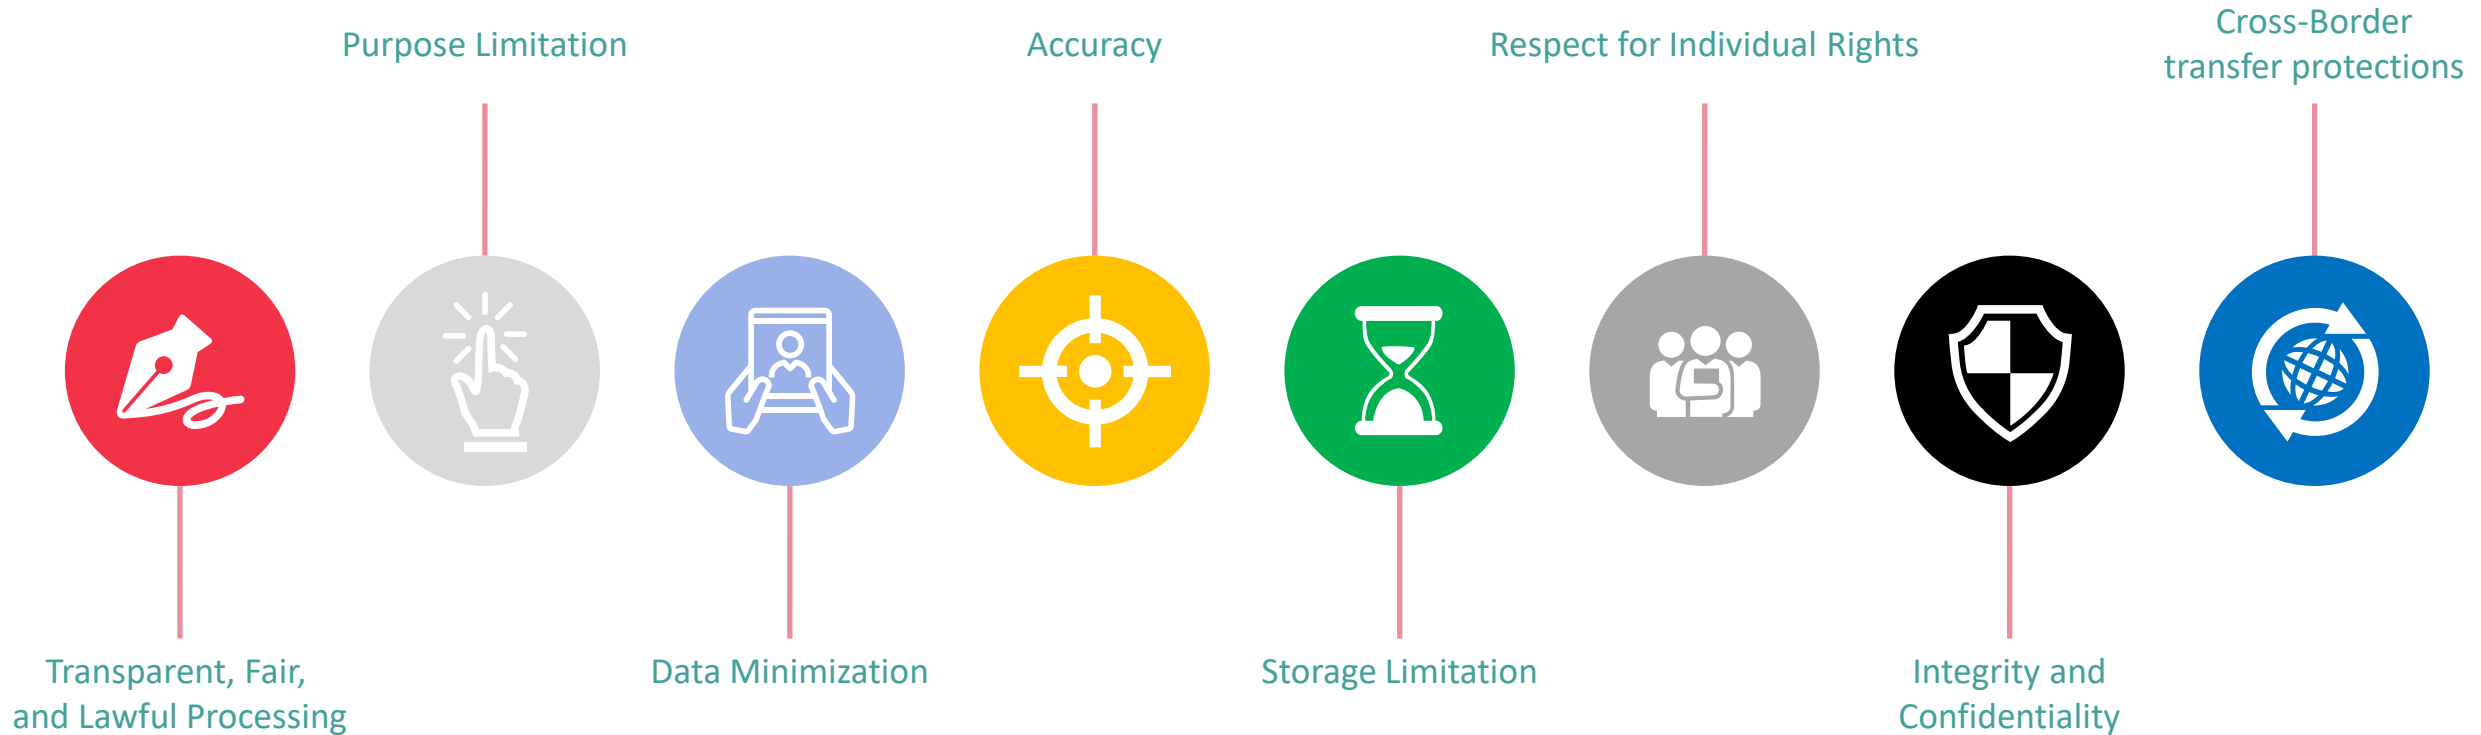 Transparent, Fair,
and Lawful Processing
Purpose Limitation
Data Minimization
Accuracy
Storage Limitation
Respect for Individual Rights
Integrity and
Confidentiality
Cross-Border
transfer protections